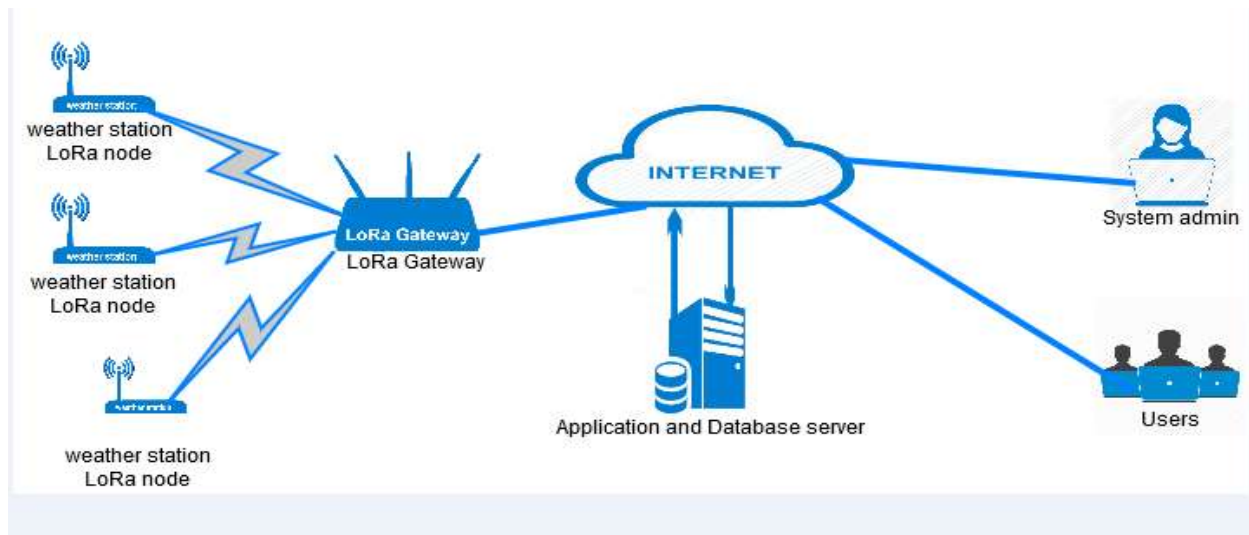 weather station
weather station
LoRa node
weather station
weather station
LoRa node
weather station
LoRa node
LoRa Gateway
LoRa Gateway
INTERNET
Application and Database server
System admin
Users